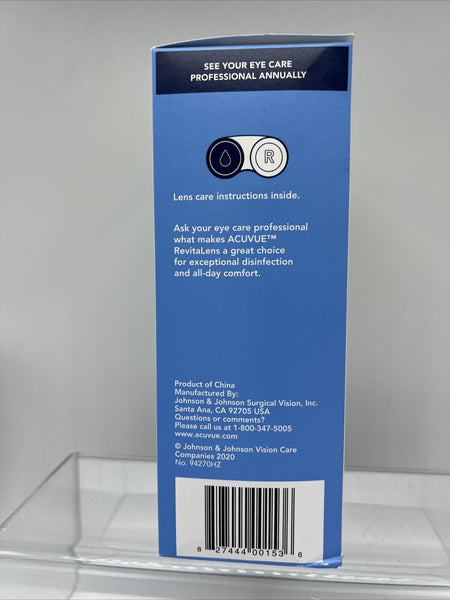 SEE YOUR EYE CARE
PROFESSIONAL ANNUALLY
R
Lens care instructions inside.
Ask your eye care professional
what makes ACUVUE™
RevitaLens a great choice
for exceptional disinfection
and all-day comfort.
Product of China
Manufactured By:
Johnson & Johnson Surgical Vision, Inc.
Santa Ana, CA 92705 USA
Questions or comments?
Please call us at 1-800-347-5005
www.acuvue.com
© Johnson & Johnson Vision Care
Companies 2020
No. 94270HZ
8 27444 00153 6